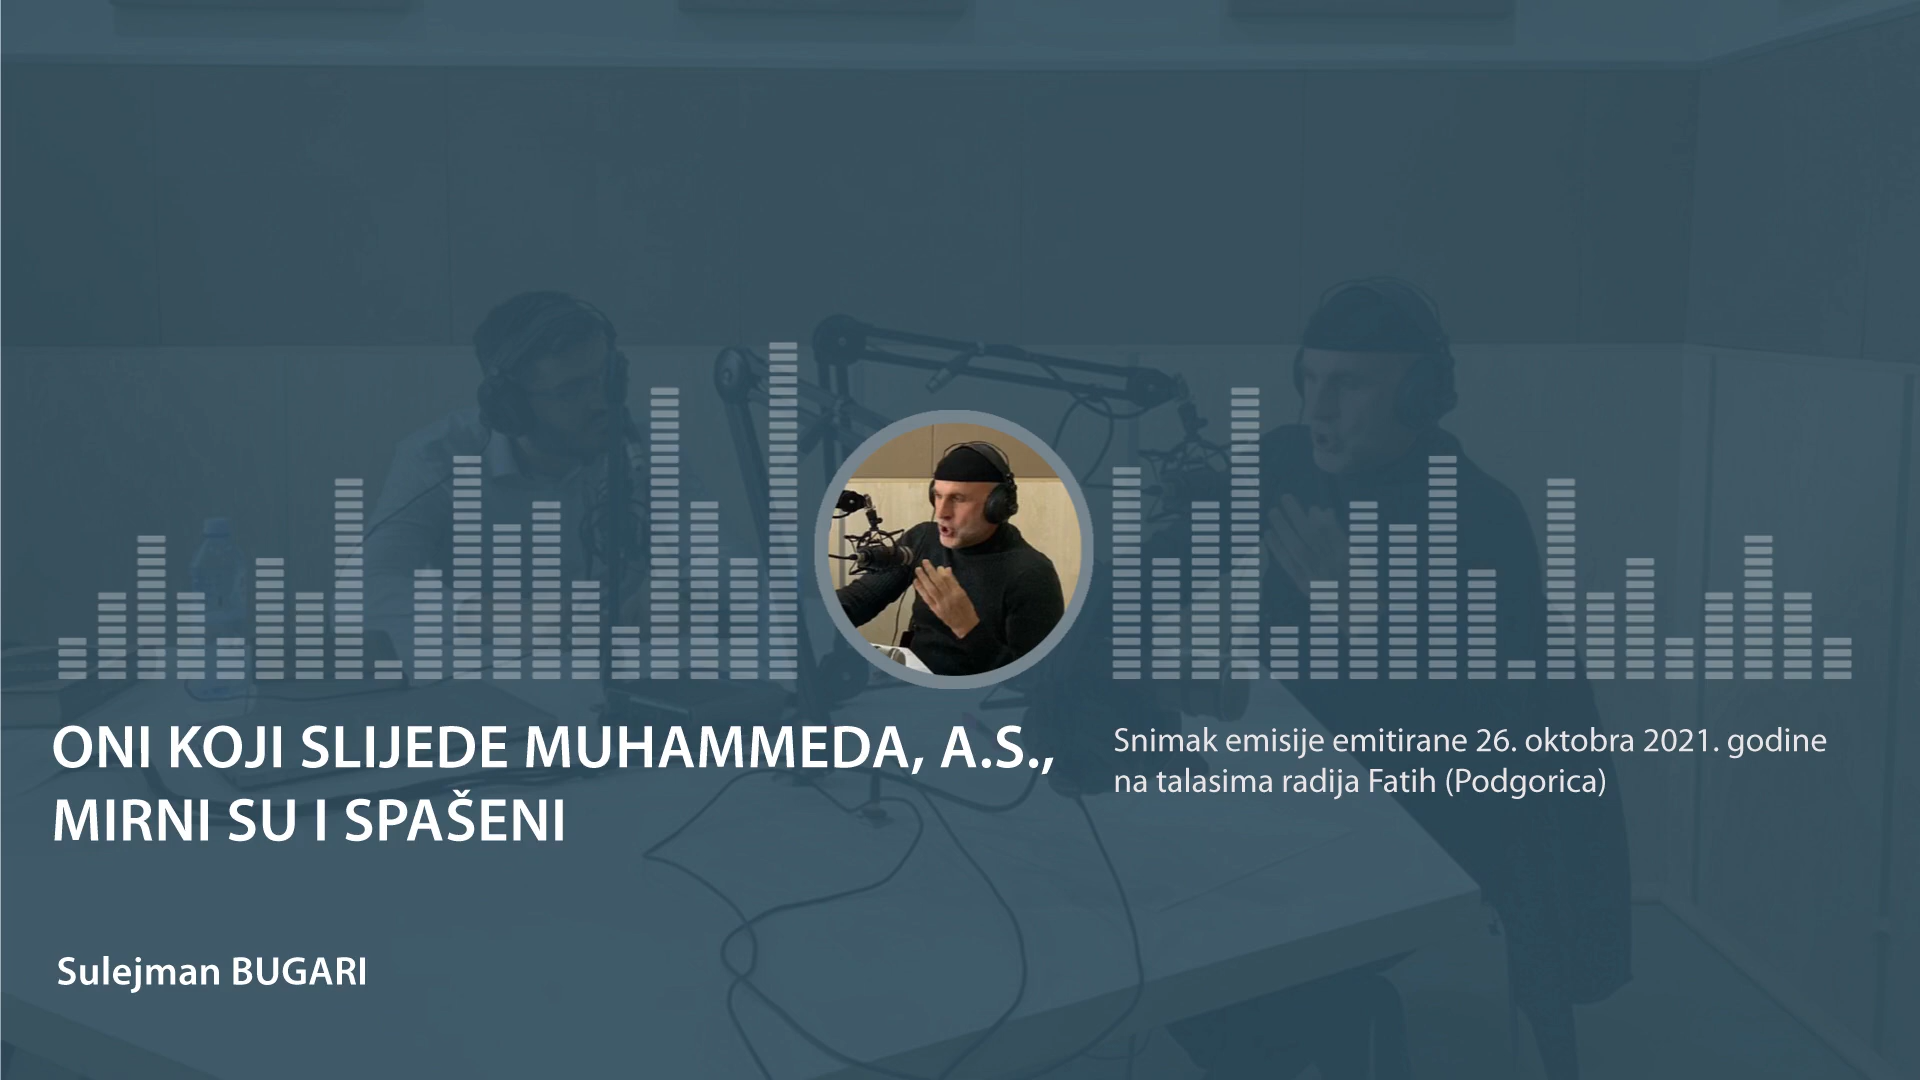 ONI KOJI SLIJEDE MUHAMMEDA, A.S.,
MIRNI SU I SPAŠENI
Snimak emisije emitirane 26. oktobra 2021. godine
na talasima radija Fatih (Podgorica)
Sulejman BUGARI